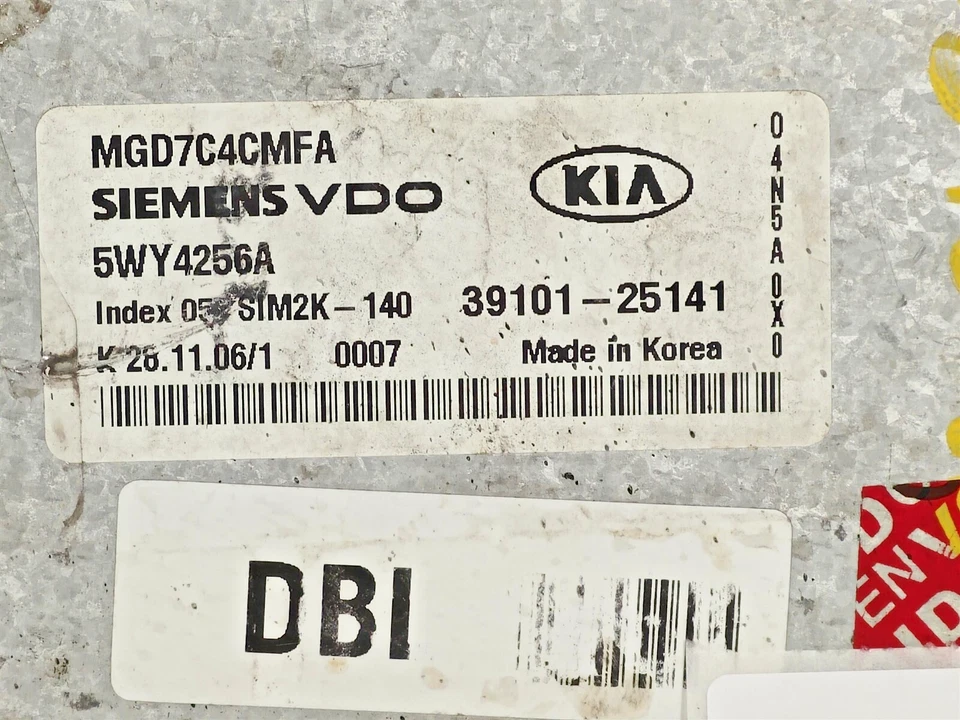 MGD7C4CMFA
SIEMENS VDO
KIA
5WY4256A
Index SIM2K-140
39101-25141
K 28.11.06/1 0007
Made in Korea
04N5A0X0
DBI